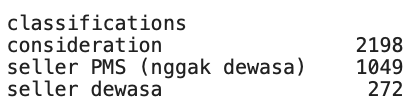 classifications
consideration 2198
seller PMS (nggak dewasa) 1049
seller dewasa 272